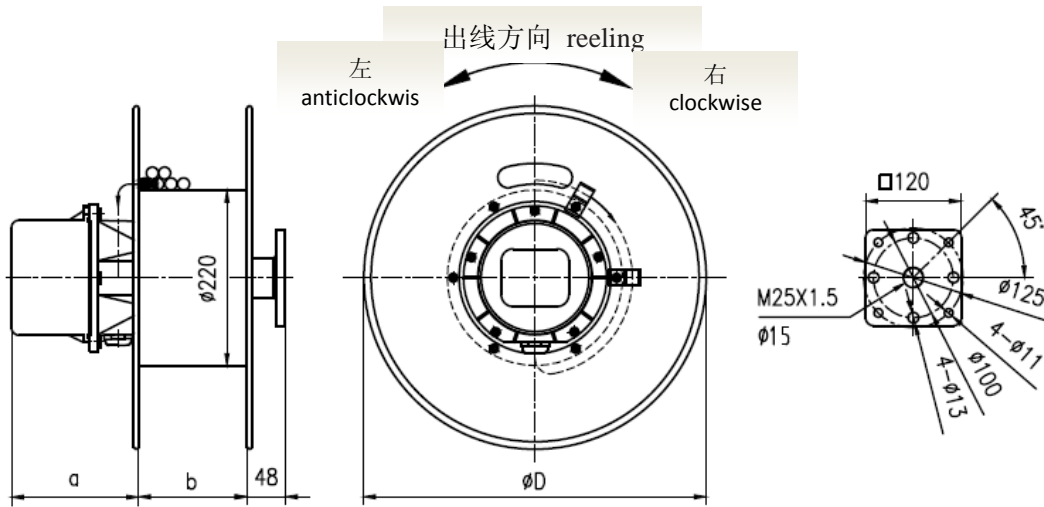 出线方向 reeling
左
anticlockwis
右
clockwise
ø220
a
b
48
øD
□120
45°
M25X1.5
ø15
ø125
4-ø11
ø100
4-ø13